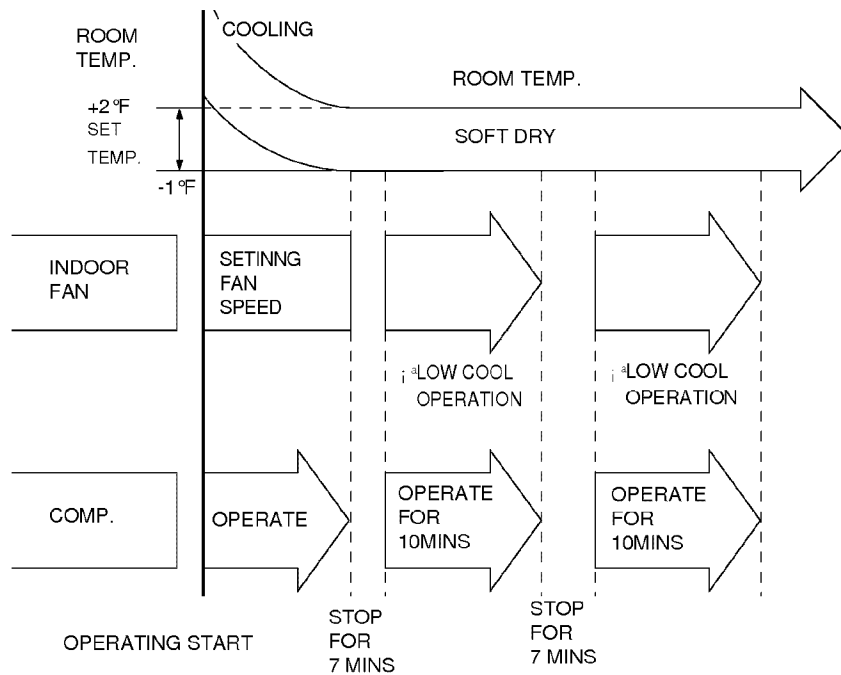 ROOM
TEMP.
COOLING
ROOM TEMP.
+2°F
SET
TEMP.
-1°F
SOFT DRY
INDOOR
FAN
SETINNG
FAN
SPEED
¡ªLOW COOL
OPERATION
¡ªLOW COOL
OPERATION
COMP.
OPERATE
OPERATE
FOR
10MINS
OPERATE
FOR
10MINS
OPERATING START
STOP
FOR
7 MINS
STOP
FOR
7 MINS